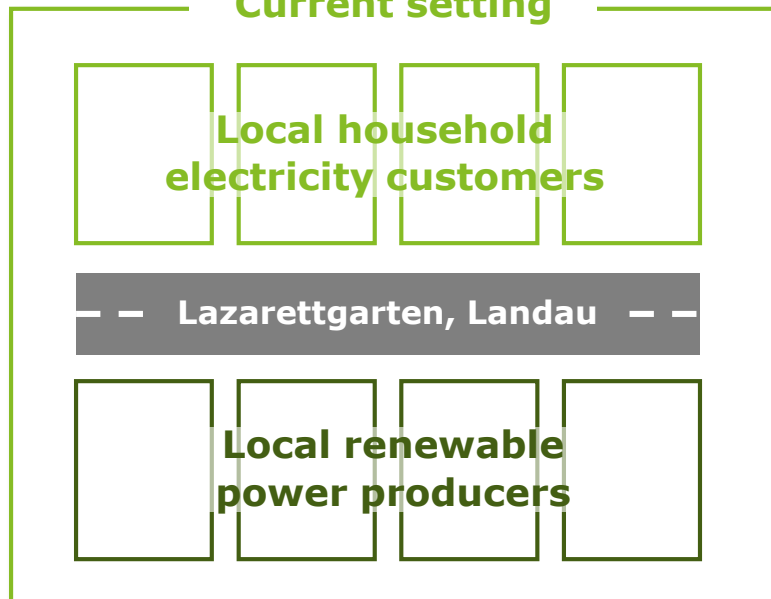 Current setting
Local household
electricity customers
Lazarettgarten, Landau
Local renewable
power producers